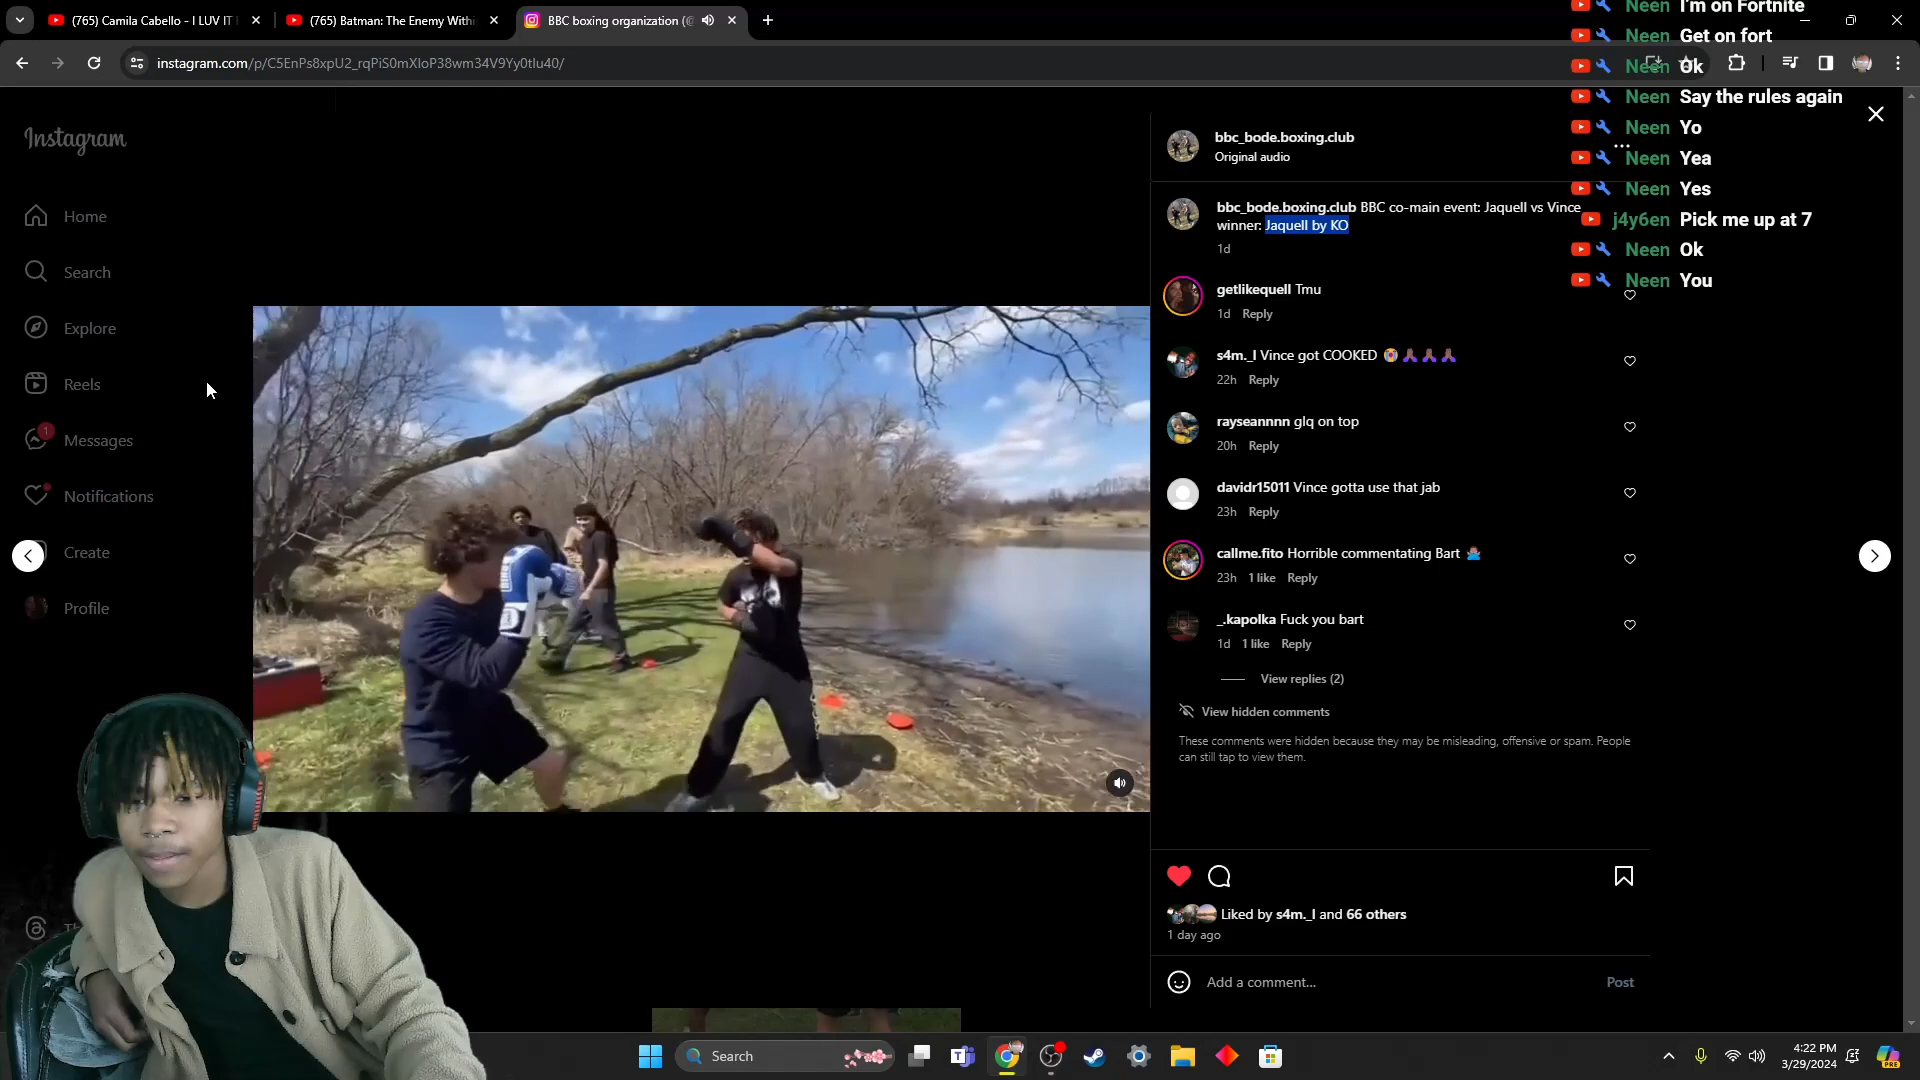 (765) Camila Cabello - I LUV IT
(765) Batman: The Enemy Withi
BBC boxing organization (@
instagram.com/p/C5EnPs8xpU2_rqPiS0mXIoP38wm34V9Yy0tlu40/
Instagram
Home
Search
Explore
Reels
1
Messages
Notifications
Create
Profile
bbc_bode.boxing.club
Original audio
bbc_bode.boxing.club BBC co-main event: Jaquell vs Vince
winner: Jaquell by KO
1d
getlikequell Tmu
1d Reply
s4m._l Vince got COOKED 😭🙏🏾🙏🏾🙏🏾
22h Reply
rayseannnn glq on top
20h Reply
davidr15011 Vince gotta use that jab
23h Reply
callme.fito Horrible commentating Bart
23h 1 like Reply
_.kapolka Fuck you bart
1d 1 like Reply
View replies (2)
View hidden comments
These comments were hidden because they may be misleading, offensive or spam. People
can still tap to view them.
Liked by s4m._l and 66 others
1 day ago
Add a comment...
Post
Neen I'm on Fortnite
Neen Get on fort
Neen Ok
Neen Say the rules again
Neen Yo
Neen Yea
Neen Yes
j4y6en Pick me up at 7
Neen Ok
Neen You
Search
4:22 PM
3/29/2024
PRE